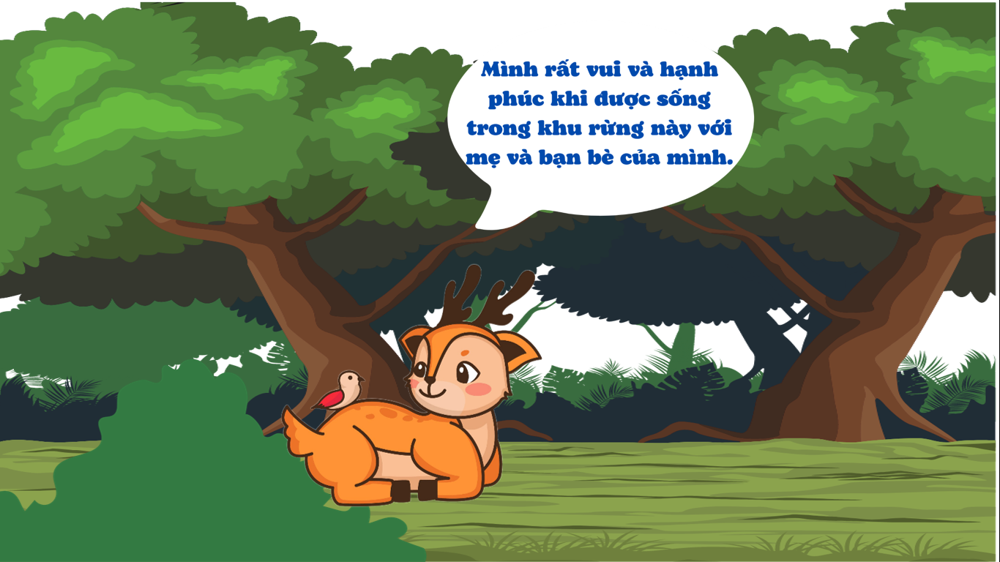 Mình rất vui và hạnh
phúc khi được sống
trong khu rừng này với
mẹ và bạn bè của mình.